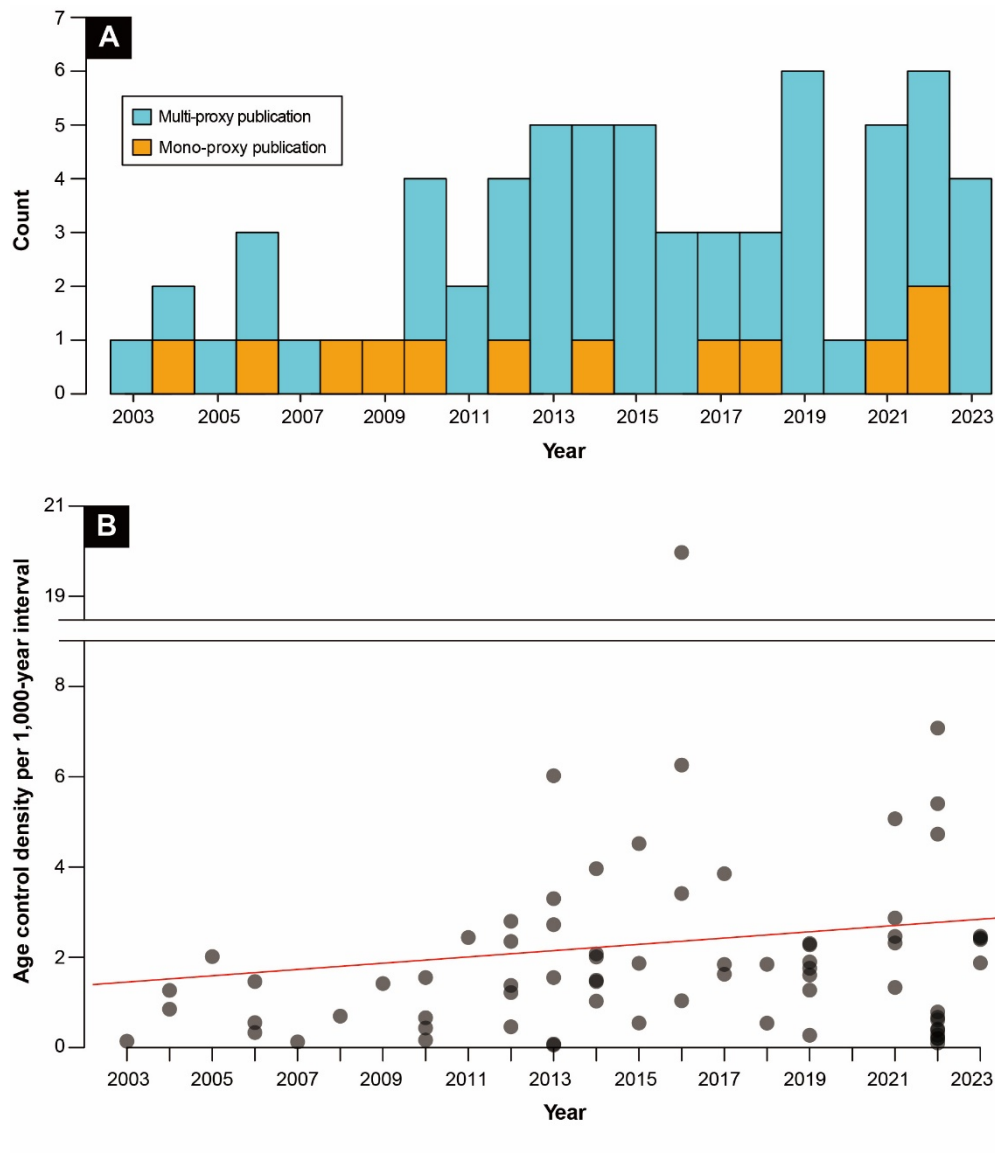 A
7
6
5
4
3
2
1
0
Count
Multi-proxy publication
Mono-proxy publication
2003 2005 2007 2009 2011 2013 2015 2017 2019 2021 2023
Year
B
21
19
8
6
4
2
0
Age control density per 1,000-year interval
2003 2005 2007 2009 2011 2013 2015 2017 2019 2021 2023
Year